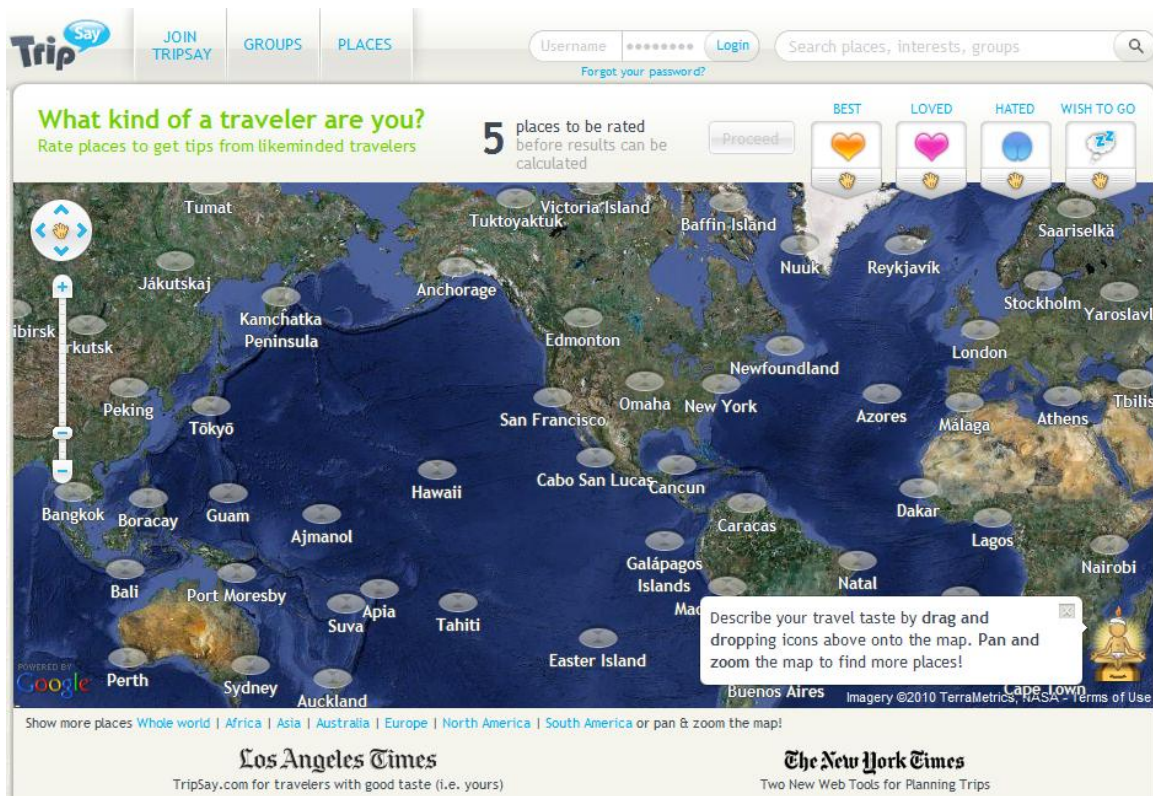 Trip Say
JOIN
TRIPSAY
GROUPS
PLACES
Username
Login
Search places, interests, groups
Forgot your password?
What kind of a traveler are you?
Rate places to get tips from likeminded travelers
5
places to be rated
before results can be
calculated
Proceed
BEST
LOVED
HATED
WISH TO GO
zz
Tumat
Tuktoyaktuk
Victoria Island
Baffin Island
Saariselkä
Nuuk
Reykjavík
Jákutskaj
Anchorage
Stockholm
Yaroslavl
Kamchatka
Peninsula
ibirsk
rkutsk
Edmonton
London
Newfoundland
Peking
Tōkyō
San Francisco
Omaha
New York
Azores
Málaga
Athens
Tbilis
Hawaii
Cabo San Lucas
Cancun
Bangkok
Boracay
Guam
Ajmanol
Caracas
Dakar
Lagos
Galápagos
Islands
Natal
Nairobi
Bali
Port Moresby
Suva
Apia
Tahiti
Mac
Easter Island
Describe your travel taste by drag and
dropping icons above onto the map. Pan and
zoom the map to find more places!
POWERED BY
Google
Perth
Sydney
Auckland
Buenos Aires
Cape Town
Imagery ©2010 TerraMetrics, NASA - Terms of Use
Show more places Whole world | Africa | Asia | Australia | Europe | North America | South America or pan & zoom the map!
Los Angeles Times
TripSay.com for travelers with good taste (i.e. yours)
The New York Times
Two New Web Tools for Planning Trips